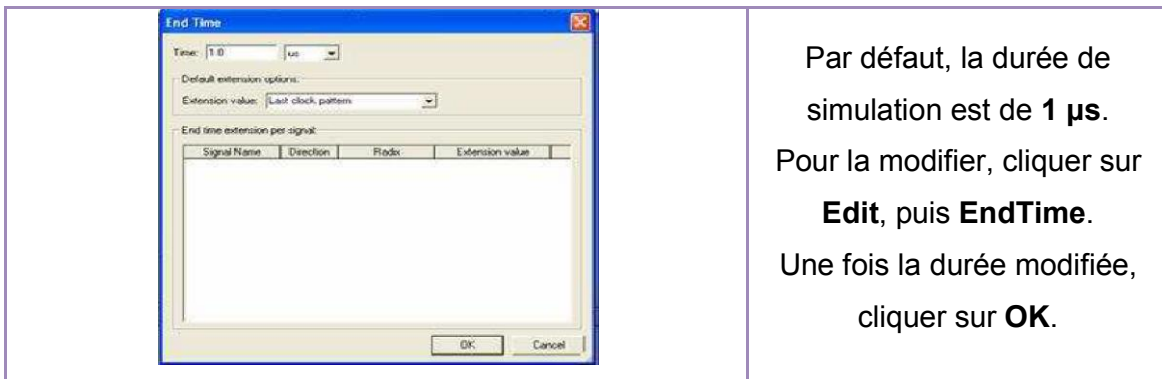 End Time
Time: 1.0 us
Default extension options:
Extension value: Last clock pattern
End time extension per signal:
Signal Name Direction Radix Extension value
OK Cancel
Par défaut, la durée de
simulation est de 1 µs.
Pour la modifier, cliquer sur
Edit, puis EndTime.
Une fois la durée modifiée,
cliquer sur OK.